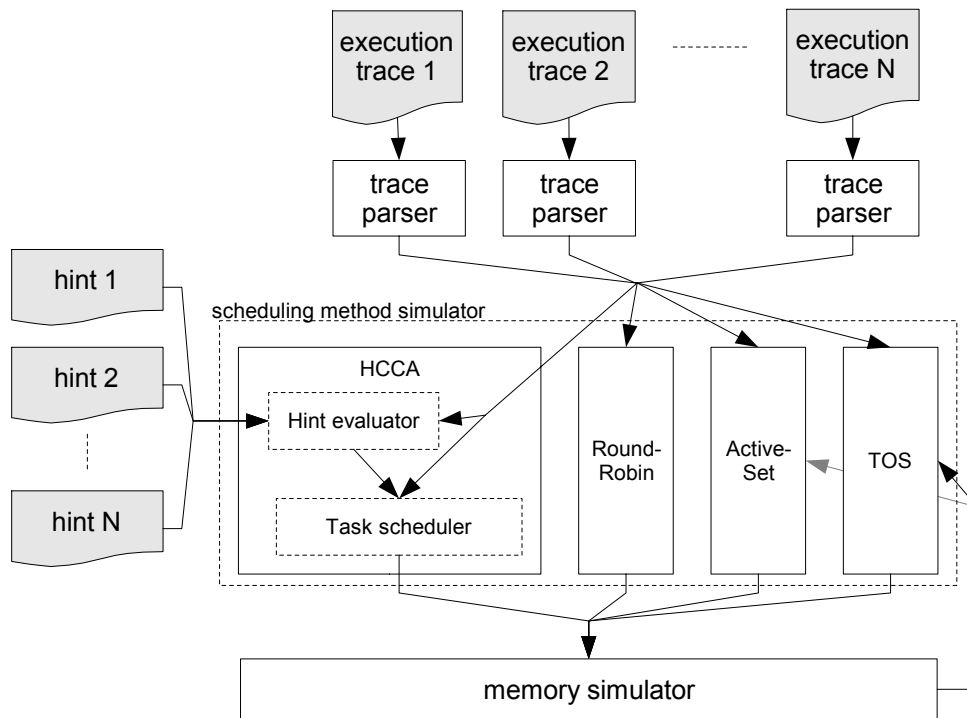 execution
trace 1
execution
trace 2
execution
trace N
trace
parser
trace
parser
trace
parser
hint 1
hint 2
hint N
scheduling method simulator
HCCA
Hint evaluator
Task scheduler
Round-
Robin
Active-
Set
TOS
memory simulator